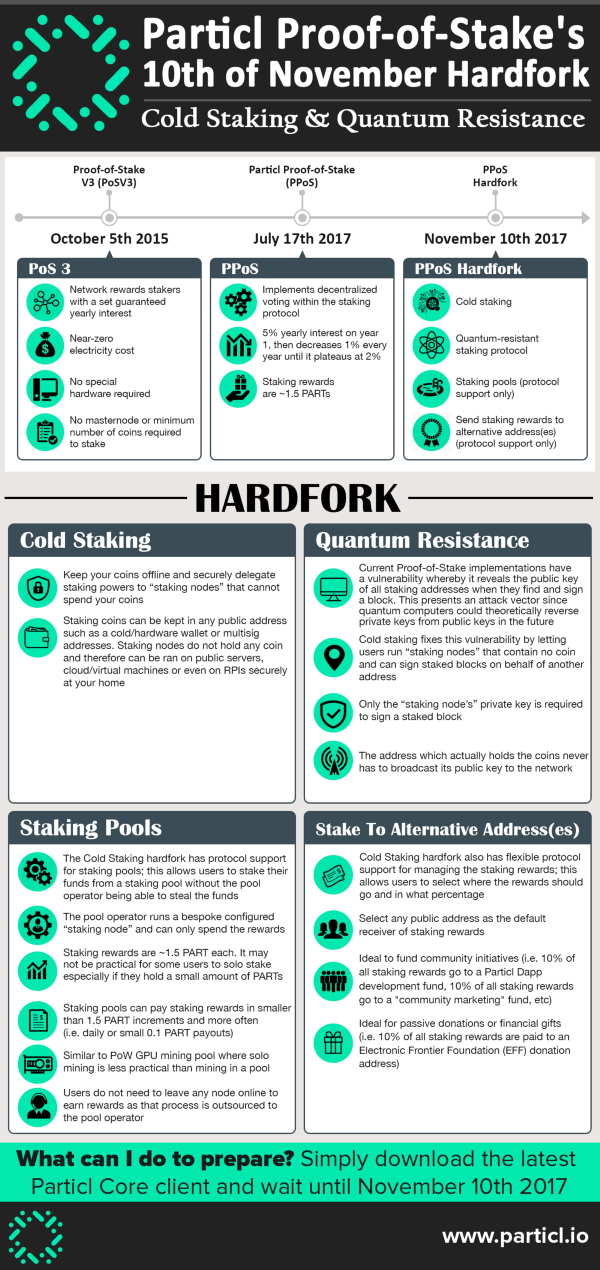 Particl Proof-of-Stake's
10th of November Hardfork
Cold Staking & Quantum Resistance
Proof-of-Stake
V3 (PoSV3)
October 5th 2015
Particl Proof-of-Stake
(PPoS)
July 17th 2017
PPoS
Hardfork
November 10th 2017
PoS 3
Network rewards stakers
with a set guaranteed
yearly interest
Near-zero
electricity cost
No special
hardware required
No masternode or minimum
number of coins required
to stake
PPoS
Implements decentralized
voting within the staking
protocol
5% yearly interest on year
1, then decreases 1% every
year until it plateaus at 2%
Staking rewards
are ~1.5 PARTs
PPoS Hardfork
Cold staking
Quantum-resistant
staking protocol
Staking pools (protocol
support only)
Send staking rewards to
alternative address(es)
(protocol support only)
HARDFORK
Cold Staking
Keep your coins offline and securely delegate
staking powers to “staking nodes” that cannot
spend your coins
Staking coins can be kept in any public address
such as a cold/hardware wallet or multisig
addresses. Staking nodes do not hold any coin
and therefore can be ran on public servers,
cloud/virtual machines or even on RPIs securely
at your home
Quantum Resistance
Current Proof-of-Stake implementations have
a vulnerability whereby it reveals the public key
of all staking addresses when they find and sign
a block. This presents an attack vector since
quantum computers could theoretically reverse
private keys from public keys in the future
Cold staking fixes this vulnerability by letting
users run “staking nodes” that contain no coin
and can sign staked blocks on behalf of another
address
Only the “staking node's” private key is required
to sign a staked block
The address which actually holds the coins never
has to broadcast its public key to the network
Staking Pools
The Cold Staking hardfork has protocol support
for staking pools; this allows users to stake their
funds from a staking pool without the pool
operator being able to steal the funds
The pool operator runs a bespoke configured
“staking node” and can only spend the rewards
Staking rewards are ~1.5 PART each. It may
not be practical for some users to solo stake
especially if they hold a small amount of PARTs
Staking pools can pay staking rewards in smaller
than 1.5 PART increments and more often
(i.e. daily or small 0.1 PART payouts)
Similar to PoW GPU mining pool where solo
mining is less practical than mining in a pool
Users do not need to leave any node online to
earn rewards as that process is outsourced to
the pool operator
Stake To Alternative Address(es)
Cold Staking hardfork also has flexible protocol
support for managing the staking rewards; this
allows users to select where the rewards should
go and in what percentage
Select any public address as the default
receiver of staking rewards
Ideal to fund community initiatives (i.e. 10% of
all staking rewards go to a Particl Dapp
development fund, 10% of all staking rewards
go to a "community marketing" fund, etc)
Ideal for passive donations or financial gifts
(i.e. 10% of all staking rewards are paid to an
Electronic Frontier Foundation (EFF) donation
address)
What can I do to prepare? Simply download the latest
Particl Core client and wait until November 10th 2017
www.particl.io